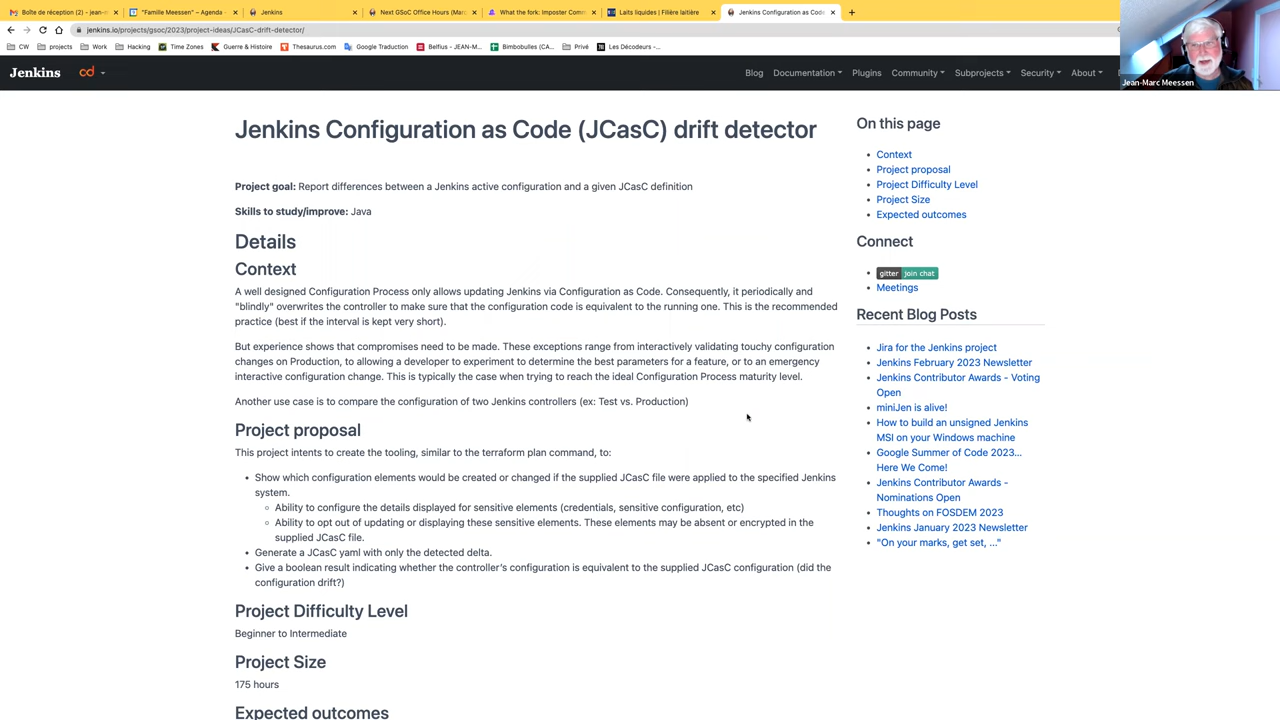 Boîte de réception (2) - jean-m
"Famille Meessen" – Agenda -
Jenkins
Next GSoC Office Hours (Mar
What the fork: Imposter Comm
Laits liquides | Filière laitière
Jenkins Configuration as Code
jenkins.io/projects/gsoc/2023/project-ideas/JCasC-drift-detector/
CW
projects
Work
Hacking
Time Zones
Guerre & Histoire
Thesaurus.com
Google Traduction
Belfius – JEAN-M...
Bimbobulles (CA...
Privé
Les Décodeurs –...
Jenkins
cd
Blog
Documentation
Plugins
Community
Subprojects
Security
About
Jean-Marc Meessen
Jenkins Configuration as Code (JCasC) drift detector
Project goal: Report differences between a Jenkins active configuration and a given JCasC definition
Skills to study/improve: Java
Details
Context
A well designed Configuration Process only allows updating Jenkins via Configuration as Code. Consequently, it periodically and
"blindly" overwrites the controller to make sure that the configuration code is equivalent to the running one. This is the recommended
practice (best if the interval is kept very short).
But experience shows that compromises need to be made. These exceptions range from interactively validating touchy configuration
changes on Production, to allowing a developer to experiment to determine the best parameters for a feature, or to an emergency
interactive configuration change. This is typically the case when trying to reach the ideal Configuration Process maturity level.
Another use case is to compare the configuration of two Jenkins controllers (ex: Test vs. Production)
Project proposal
This project intents to create the tooling, similar to the terraform plan command, to:
Show which configuration elements would be created or changed if the supplied JCasC file were applied to the specified Jenkins
system.
Ability to configure the details displayed for sensitive elements (credentials, sensitive configuration, etc)
Ability to opt out of updating or displaying these sensitive elements. These elements may be absent or encrypted in the
supplied JCasC file.
Generate a JCasC yaml with only the detected delta.
Give a boolean result indicating whether the controller's configuration is equivalent to the supplied JCasC configuration (did the
configuration drift?)
Project Difficulty Level
Beginner to Intermediate
Project Size
175 hours
Expected outcomes
On this page
Context
Project proposal
Project Difficulty Level
Project Size
Expected outcomes
Connect
gitter join chat
Meetings
Recent Blog Posts
Jira for the Jenkins project
Jenkins February 2023 Newsletter
Jenkins Contributor Awards - Voting
Open
miniJen is alive!
How to build an unsigned Jenkins
MSI on your Windows machine
Google Summer of Code 2023...
Here We Come!
Jenkins Contributor Awards -
Nominations Open
Thoughts on FOSDEM 2023
Jenkins January 2023 Newsletter
"On your marks, get set, ..."